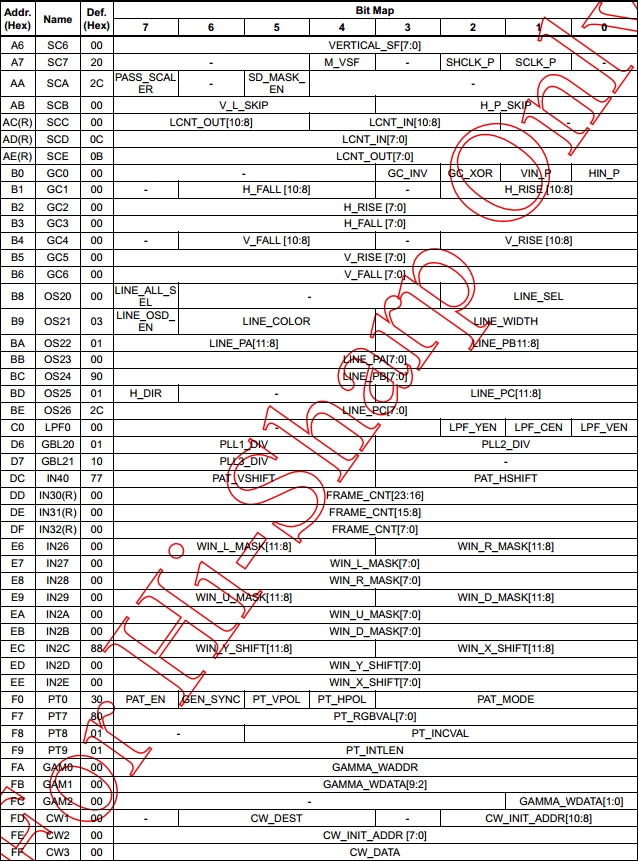 Addr. (Hex) Name Def. (Hex) Bit Map
7 6 5 4 3 2 1 0
A6 SC6 00 VERTICAL_SF[7:0]
A7 SC7 20 - M_VSF - SHCLK_P SCLK_P -
AA SCA 2C PASS_SCALER - SD_MASK_EN -
AB SCB 00 V_L_SKIP H_P_SKIP
AC(R) SCC 00 LCNT_OUT[10:8] LCNT_IN[10:8] -
AD(R) SCD 0C LCNT_IN[7:0]
AE(R) SCE 0B LCNT_OUT[7:0]
B0 GC0 00 - GC_INV GC_XOR VIN_P HIN_P
B1 GC1 00 - H_FALL [10:8] - H_RISE [10:8]
B2 GC2 00 H_RISE [7:0]
B3 GC3 00 H_FALL [7:0]
B4 GC4 00 - V_FALL [10:8] - V_RISE [10:8]
B5 GC5 00 V_RISE [7:0]
B6 GC6 00 V_FALL [7:0]
B8 OS20 00 LINE_ALL_SEL - LINE_SEL
B9 OS21 03 LINE_OSD_EN LINE_COLOR LINE_WIDTH
BA OS22 01 LINE_PA[11:8] LINE_PB11:8]
BB OS23 00 LINE_PA[7:0]
BC OS24 90 LINE_PB[7:0]
BD OS25 01 H_DIR - LINE_PC[11:8]
BE OS26 2C LINE_PC[7:0]
C0 LPF0 00 - LPF_YEN LPF_CEN LPF_VEN
D6 GBL20 01 PLL1_DIV PLL2_DIV
D7 GBL21 10 PLL3_DIV -
DC IN40 77 PAT_VSHIFT PAT_HSHIFT
DD IN30(R) 00 FRAME_CNT[23:16]
DE IN31(R) 00 FRAME_CNT[15:8]
DF IN32(R) 00 FRAME_CNT[7:0]
E6 IN26 00 WIN_L_MASK[11:8] WIN_R_MASK[11:8]
E7 IN27 00 WIN_L_MASK[7:0]
E8 IN28 00 WIN_R_MASK[7:0]
E9 IN29 00 WIN_U_MASK[11:8] WIN_D_MASK[11:8]
EA IN2A 00 WIN_U_MASK[7:0]
EB IN2B 00 WIN_D_MASK[7:0]
EC IN2C 88 WIN_Y_SHIFT[11:8] WIN_X_SHIFT[11:8]
ED IN2D 00 WIN_Y_SHIFT[7:0]
EE IN2E 00 WIN_X_SHIFT[7:0]
F0 PT0 30 PAT_EN GEN_SYNC PT_VPOL PT_HPOL PAT_MODE
F7 PT7 80 PT_RGBVAL[7:0]
F8 PT8 01 - PT_INCVAL
F9 PT9 01 PT_INTLEN
FA GAM0 00 GAMMA_WADDR
FB GAM1 00 GAMMA_WDATA[9:2]
FC GAM2 00 - GAMMA_WDATA[1:0]
FD CW1 00 - CW_DEST - CW_INIT_ADDR[10:8]
FE CW2 00 CW_INIT_ADDR [7:0]
FF CW3 00 CW_DATA
For Hi-Sharp Only